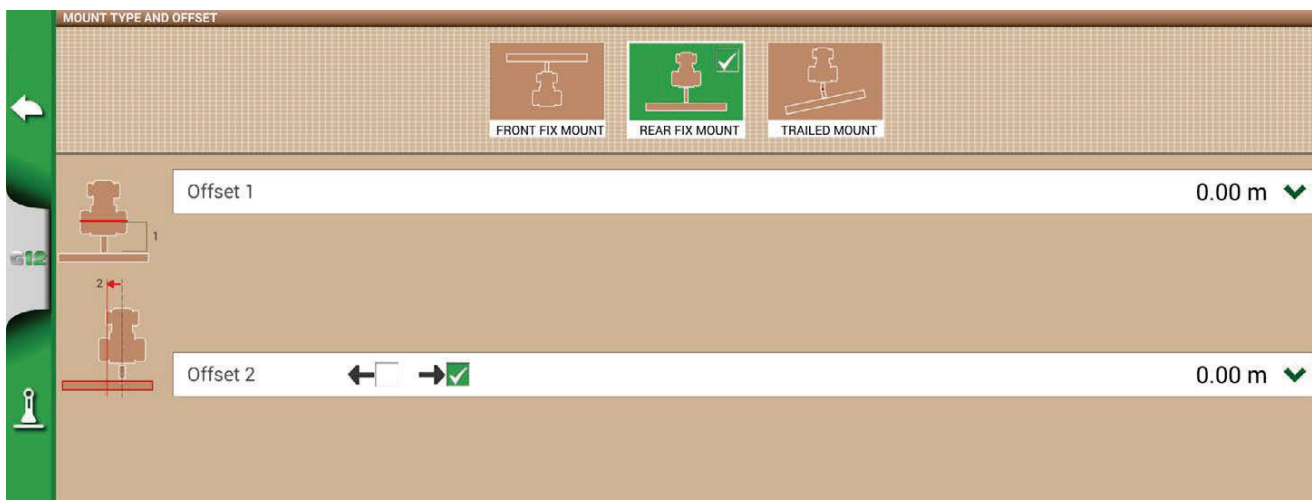 MOUNT TYPE AND OFFSET
FRONT FIX MOUNT
REAR FIX MOUNT
TRAILED MOUNT
Offset 1
0.00 m
1
G12
2
Offset 2
0.00 m